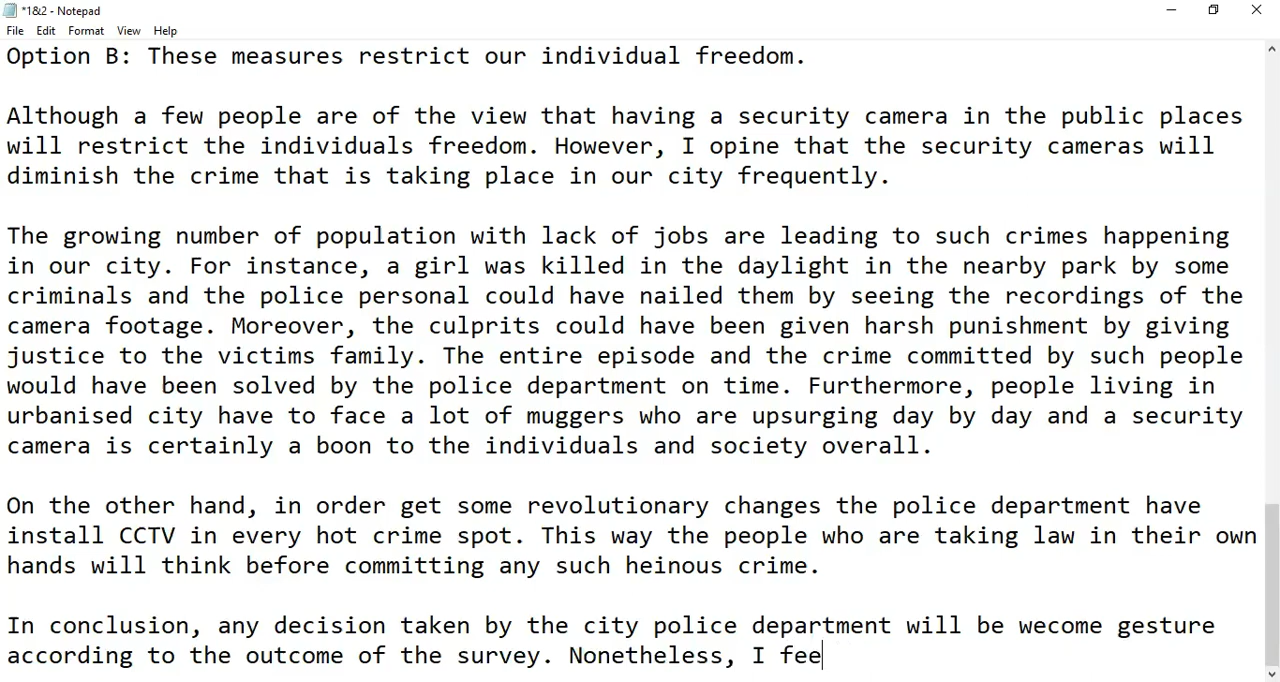 *1&2 - Notepad
File Edit Format View Help
Option B: These measures restrict our individual freedom.
Although a few people are of the view that having a security camera in the public places
will restrict the individuals freedom. However, I opine that the security cameras will
diminish the crime that is taking place in our city frequently.
The growing number of population with lack of jobs are leading to such crimes happening
in our city. For instance, a girl was killed in the daylight in the nearby park by some
criminals and the police personal could have nailed them by seeing the recordings of the
camera footage. Moreover, the culprits could have been given harsh punishment by giving
justice to the victims family. The entire episode and the crime committed by such people
would have been solved by the police department on time. Furthermore, people living in
urbanised city have to face a lot of muggers who are upsurging day by day and a security
camera is certainly a boon to the individuals and society overall.
On the other hand, in order get some revolutionary changes the police department have
install CCTV in every hot crime spot. This way the people who are taking law in their own
hands will think before committing any such heinous crime.
In conclusion, any decision taken by the city police department will be wecome gesture
according to the outcome of the survey. Nonetheless, I fee